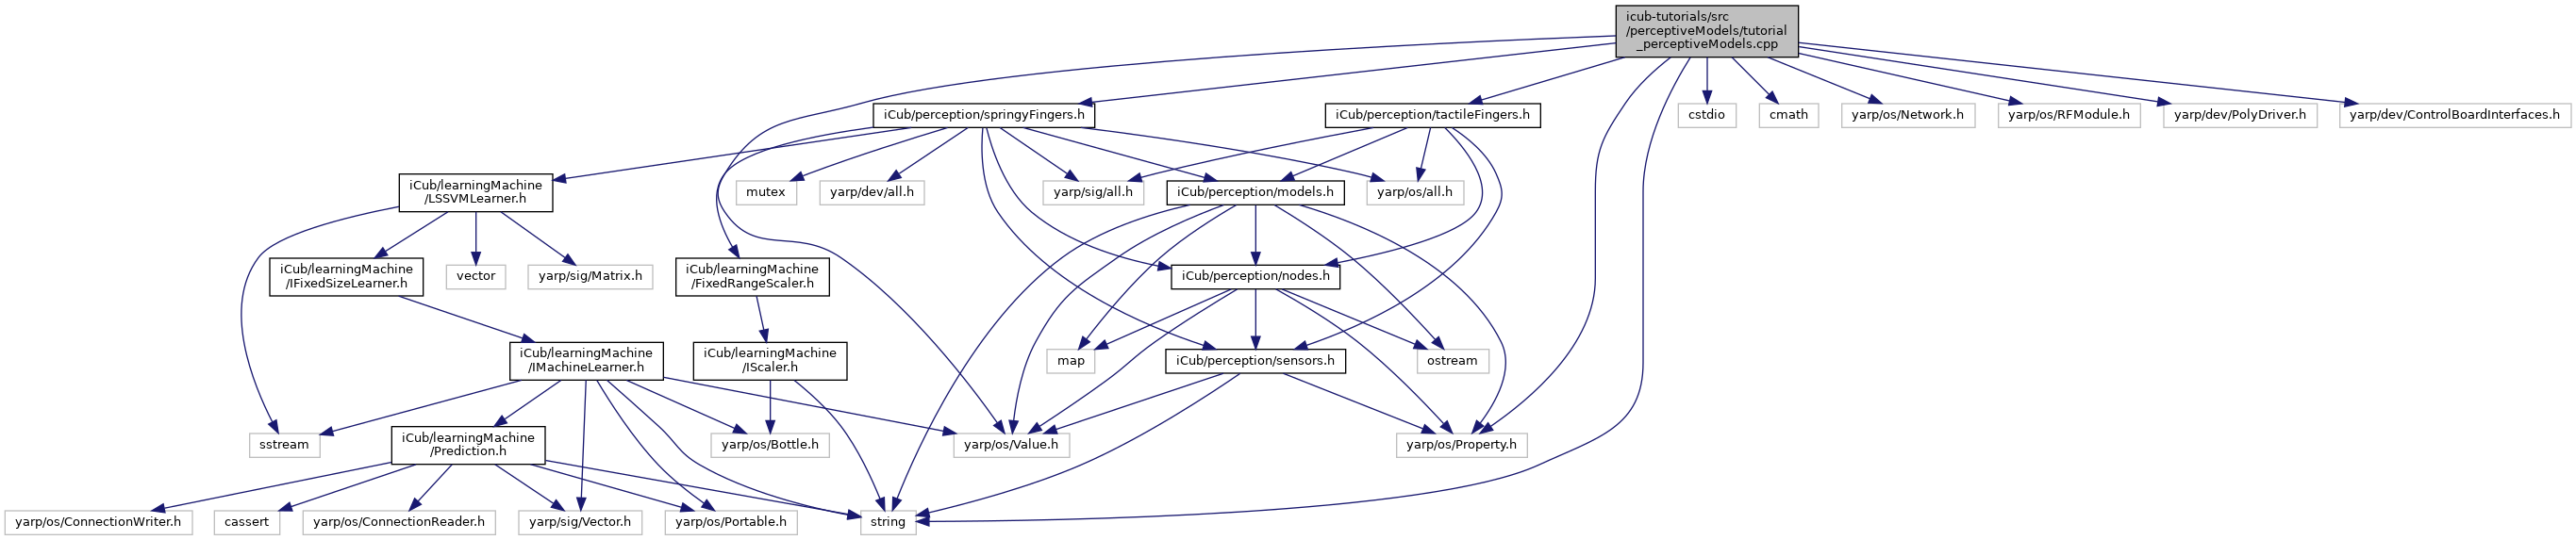 icub-tutorials/src
/perceptiveModels/tutorial
_perceptiveModels.cpp
iCub/perception/springyFingers.h
iCub/perception/tactileFingers.h
cstdio
cmath
yarp/os/Network.h
yarp/os/RFModule.h
yarp/dev/PolyDriver.h
yarp/dev/ControlBoardInterfaces.h
iCub/learningMachine
/LSSVMLearner.h
mutex
yarp/dev/all.h
yarp/sig/all.h
iCub/perception/models.h
yarp/os/all.h
iCub/learningMachine
/IFixedSizeLearner.h
vector
yarp/sig/Matrix.h
iCub/learningMachine
/FixedRangeScaler.h
iCub/perception/nodes.h
iCub/learningMachine
/IMachineLearner.h
iCub/learningMachine
/IScaler.h
map
iCub/perception/sensors.h
ostream
sstream
iCub/learningMachine
/Prediction.h
yarp/os/Bottle.h
yarp/os/Value.h
yarp/os/Property.h
yarp/os/ConnectionWriter.h
cassert
yarp/os/ConnectionReader.h
yarp/sig/Vector.h
yarp/os/Portable.h
string